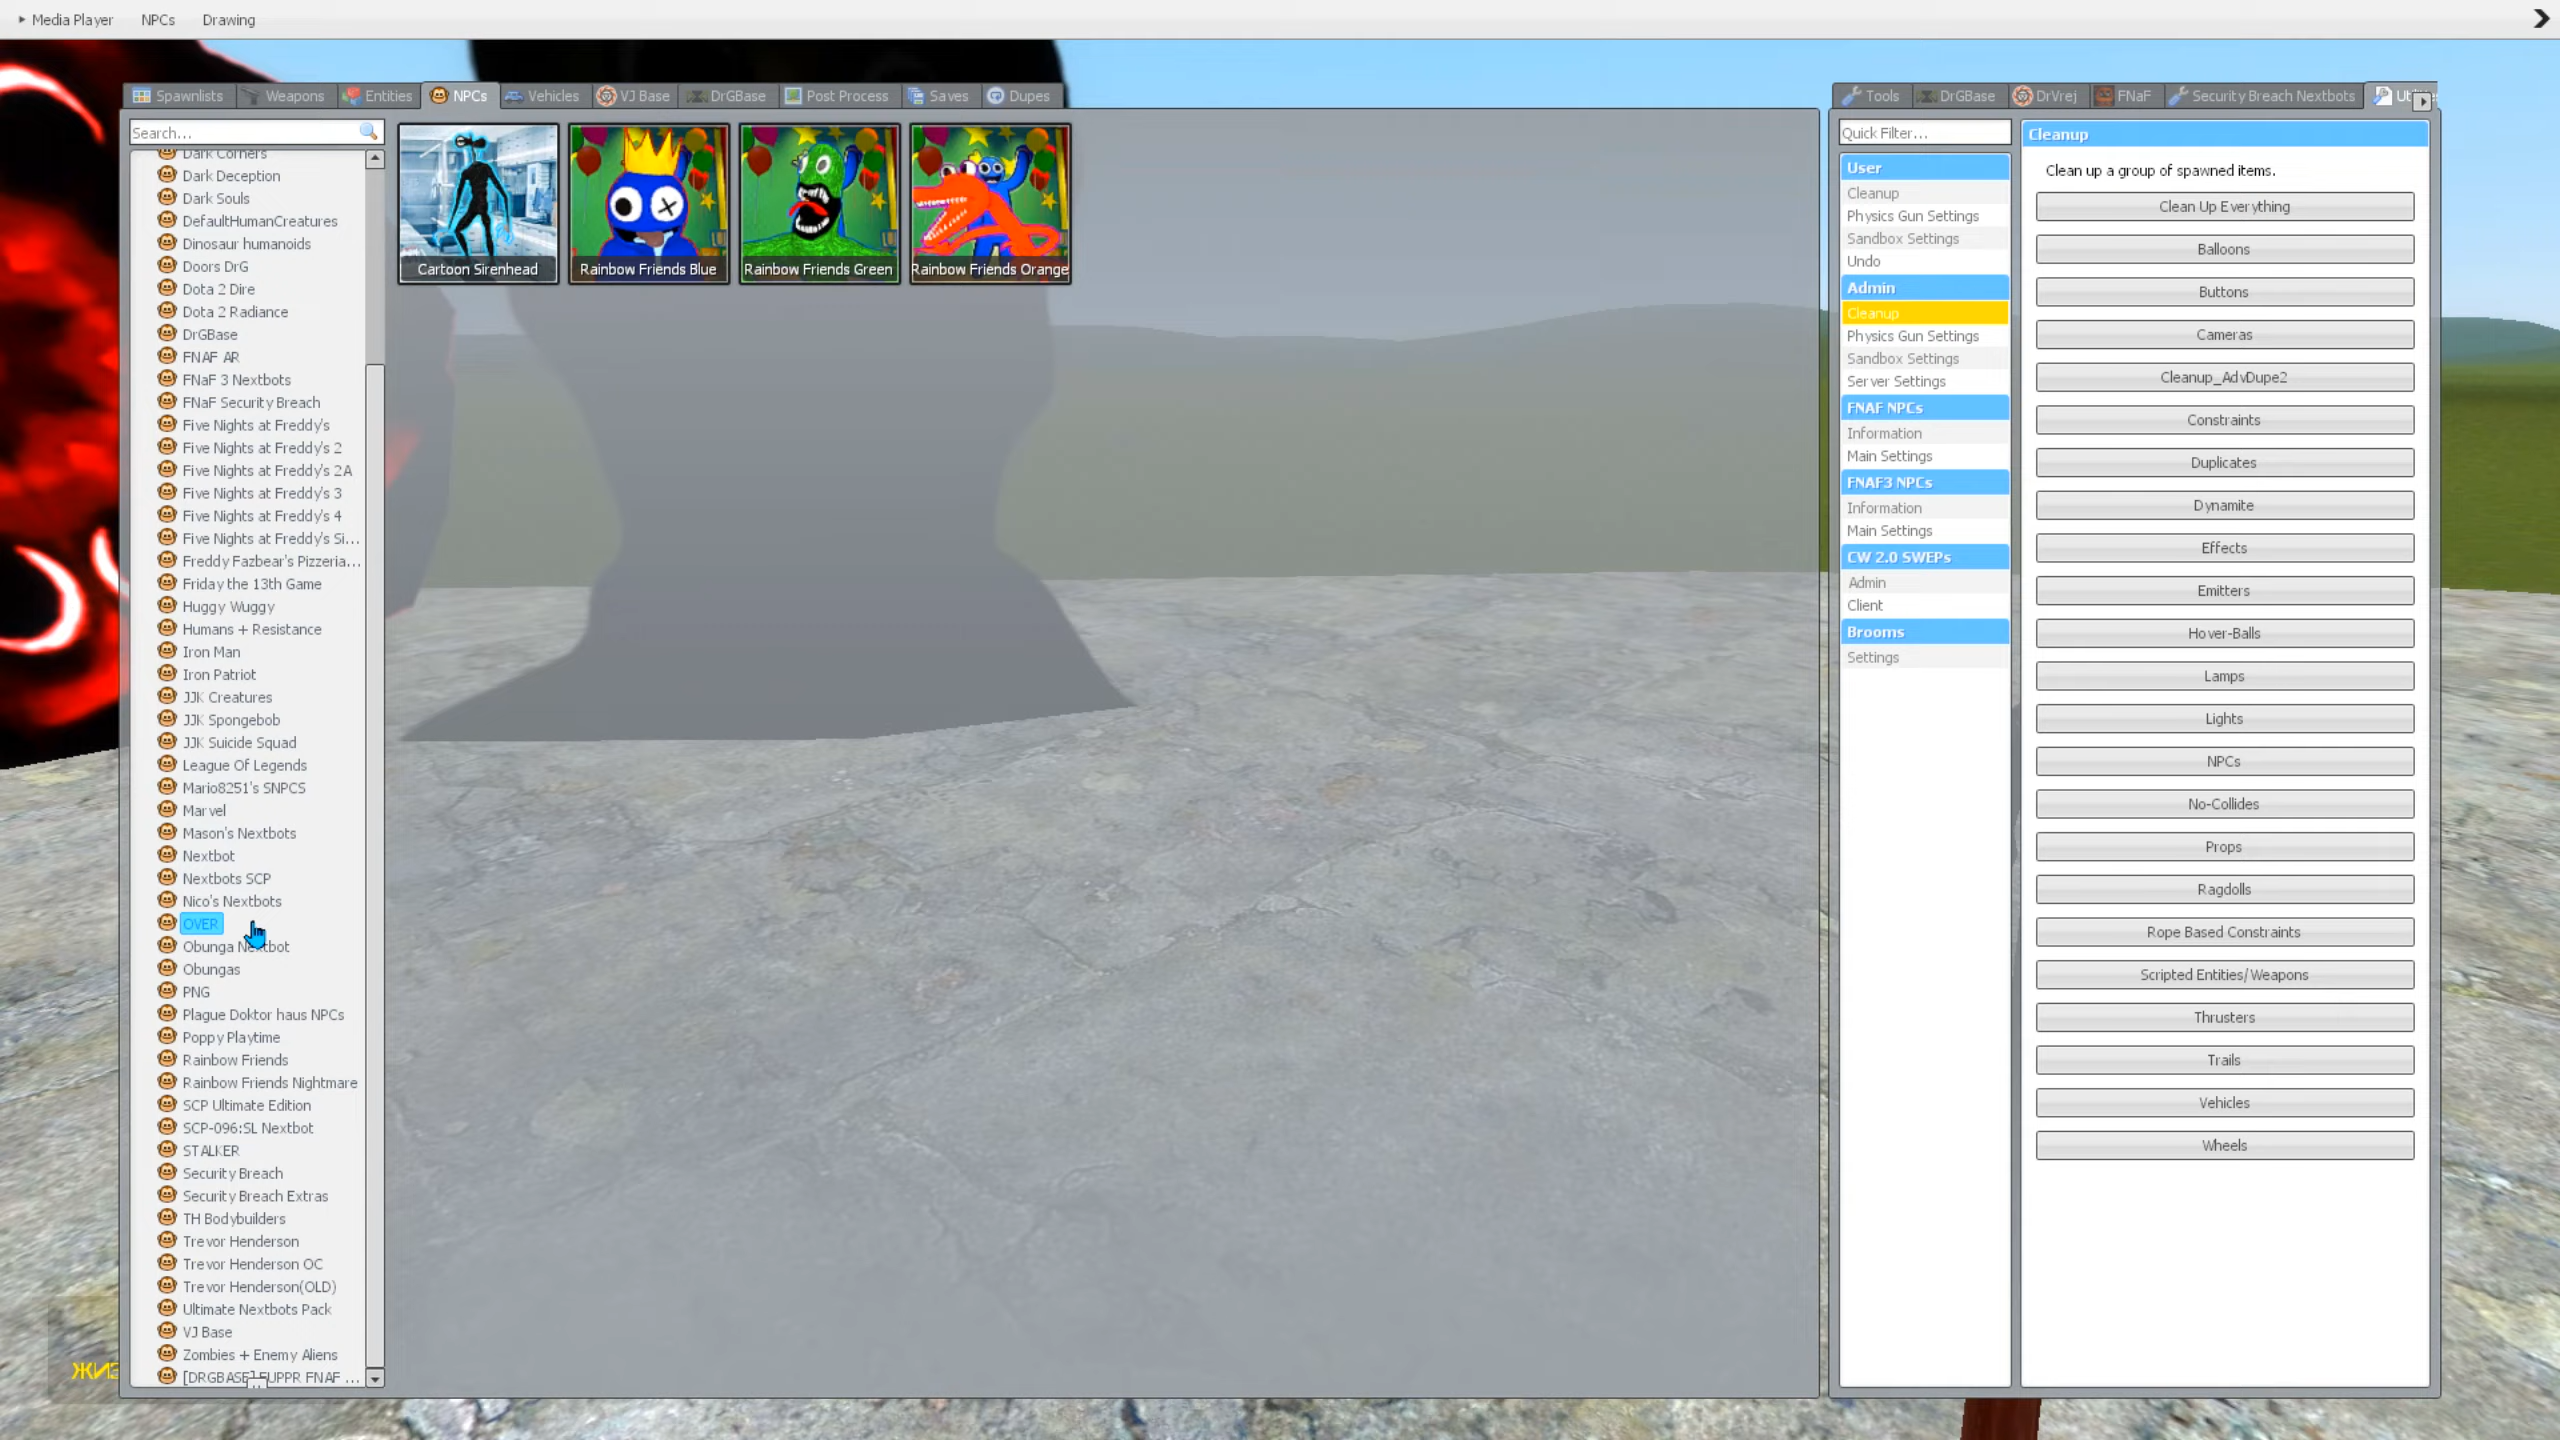 Media Player
NPCs
Drawing
Spawnlists
Weapons
Entities
NPCs
Vehicles
VJ Base
DrGBase
Post Process
Saves
Dupes
Search...
Dark Corners
Dark Deception
Dark Souls
DefaultHumanCreatures
Dinosaur humanoids
Doors DrG
Dota 2 Dire
Dota 2 Radiance
DrGBase
FNAF AR
FNaF 3 Nextbots
FNaF Security Breach
Five Nights at Freddy's
Five Nights at Freddy's 2
Five Nights at Freddy's 2A
Five Nights at Freddy's 3
Five Nights at Freddy's 4
Five Nights at Freddy's Si...
Freddy Fazbear's Pizzeria...
Friday the 13th Game
Huggy Wuggy
Humans + Resistance
Iron Man
Iron Patriot
JJK Creatures
JJK Spongebob
JJK Suicide Squad
League Of Legends
Mario8251's SNPCS
Marvel
Mason's Nextbots
Nextbot
Nextbots SCP
Nico's Nextbots
OVER
Obunga Nextbot
Obungas
PNG
Plague Doktor haus NPCs
Poppy Playtime
Rainbow Friends
Rainbow Friends Nightmare
SCP Ultimate Edition
SCP-096:SL Nextbot
STALKER
Security Breach
Security Breach Extras
TH Bodybuilders
Trevor Henderson
Trevor Henderson OC
Trevor Henderson(OLD)
Ultimate Nextbots Pack
VJ Base
Zombies + Enemy Aliens
[DRGBASE] FUPPR FNAF ...
ЖИЗ
Cartoon Sirenhead
Rainbow Friends Blue
Rainbow Friends Green
Rainbow Friends Orange
Tools
DrGBase
DrVrej
FNaF
Security Breach Nextbots
Quick Filter...
User
Cleanup
Physics Gun Settings
Sandbox Settings
Undo
Admin
Cleanup
Physics Gun Settings
Sandbox Settings
Server Settings
FNAF NPCs
Information
Main Settings
FNAF3 NPCs
Information
Main Settings
CW 2.0 SWEPs
Admin
Client
Brooms
Settings
Cleanup
Clean up a group of spawned items.
Clean Up Everything
Balloons
Buttons
Cameras
Cleanup_AdvDupe2
Constraints
Duplicates
Dynamite
Effects
Emitters
Hover-Balls
Lamps
Lights
NPCs
No-Collides
Props
Ragdolls
Rope Based Constraints
Scripted Entities/Weapons
Thrusters
Trails
Vehicles
Wheels